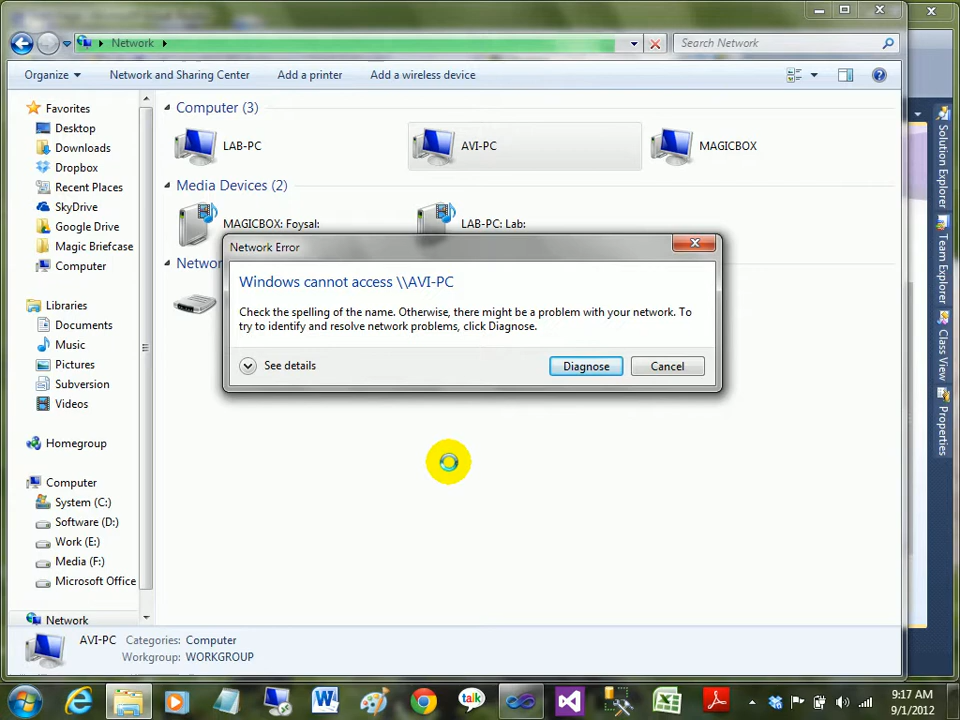 Network
Search Network
Organize
Network and Sharing Center
Add a printer
Add a wireless device
Favorites
Desktop
Downloads
Dropbox
Recent Places
SkyDrive
Google Drive
Magic Briefcase
Computer
Libraries
Documents
Music
Pictures
Subversion
Videos
Homegroup
Computer
System (C:)
Software (D:)
Work (E:)
Media (F:)
Microsoft Office
Network
Computer (3)
LAB-PC
AVI-PC
MAGICBOX
Media Devices (2)
MAGICBOX: Foysal:
LAB-PC: Lab:
Networ
Network Error
Windows cannot access \\AVI-PC
Check the spelling of the name. Otherwise, there might be a problem with your network. To
try to identify and resolve network problems, click Diagnose.
See details
Diagnose
Cancel
AVI-PC
Categories: Computer
Workgroup: WORKGROUP
Solution Explorer
Team Explorer
Class View
Properties
talk
9:17 AM
9/1/2012